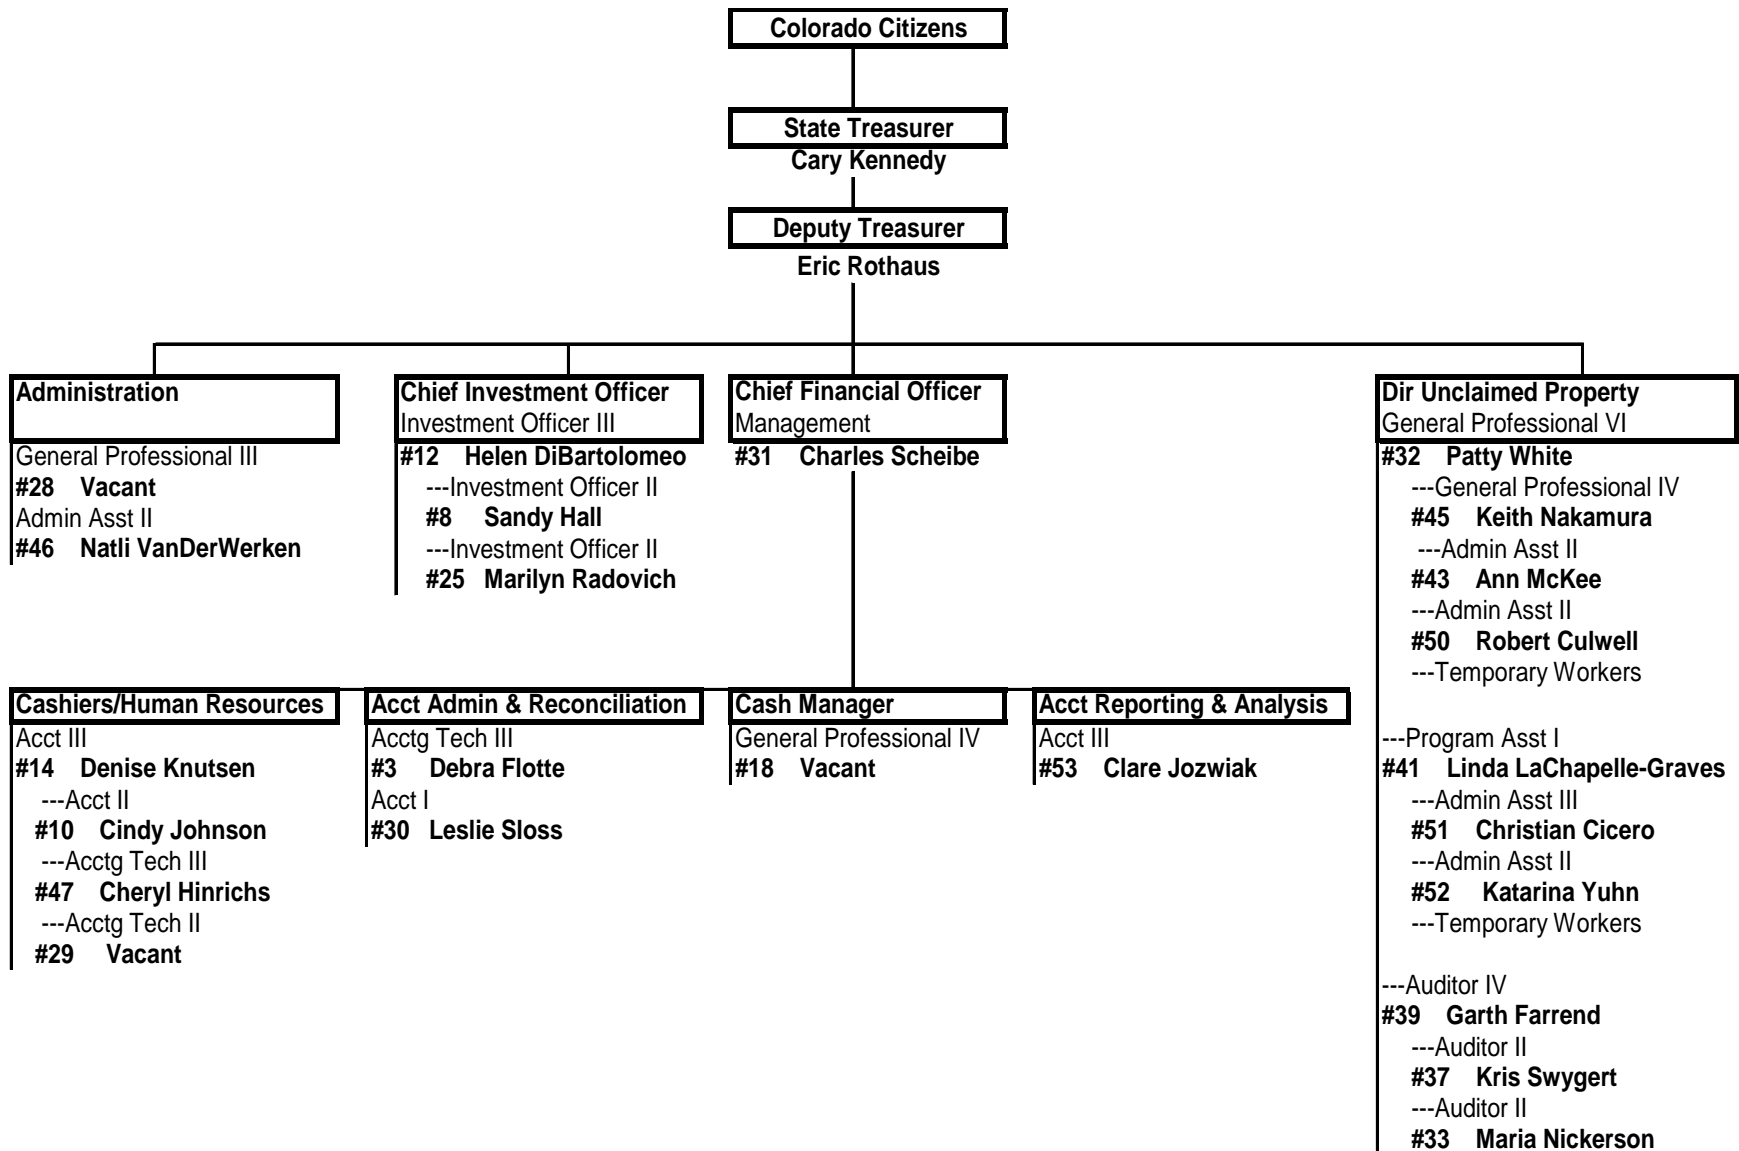 Colorado Citizens
State Treasurer
Cary Kennedy
Deputy Treasurer
Eric Rothaus
Administration
General Professional III
#28 Vacant
Admin Asst II
#46 Natli VanDerWerken
Chief Investment Officer
Investment Officer III
#12 Helen DiBartolomeo
---Investment Officer II
#8 Sandy Hall
---Investment Officer II
#25 Marilyn Radovich
Chief Financial Officer
Management
#31 Charles Scheibe
Dir Unclaimed Property
General Professional VI
#32 Patty White
---General Professional IV
#45 Keith Nakamura
---Admin Asst II
#43 Ann McKee
---Admin Asst II
#50 Robert Culwell
---Temporary Workers
---Program Asst I
#41 Linda LaChapelle-Graves
---Admin Asst III
#51 Christian Cicero
---Admin Asst II
#52 Katarina Yuhn
---Temporary Workers
---Auditor IV
#39 Garth Farrend
---Auditor II
#37 Kris Swygert
---Auditor II
#33 Maria Nickerson
Cashiers/Human Resources
Acct III
#14 Denise Knutsen
---Acct II
#10 Cindy Johnson
---Acctg Tech III
#47 Cheryl Hinrichs
---Acctg Tech II
#29 Vacant
Acct Admin & Reconciliation
Acctg Tech III
#3 Debra Flotte
Acct I
#30 Leslie Sloss
Cash Manager
General Professional IV
#18 Vacant
Acct Reporting & Analysis
Acct III
#53 Clare Jozwiak